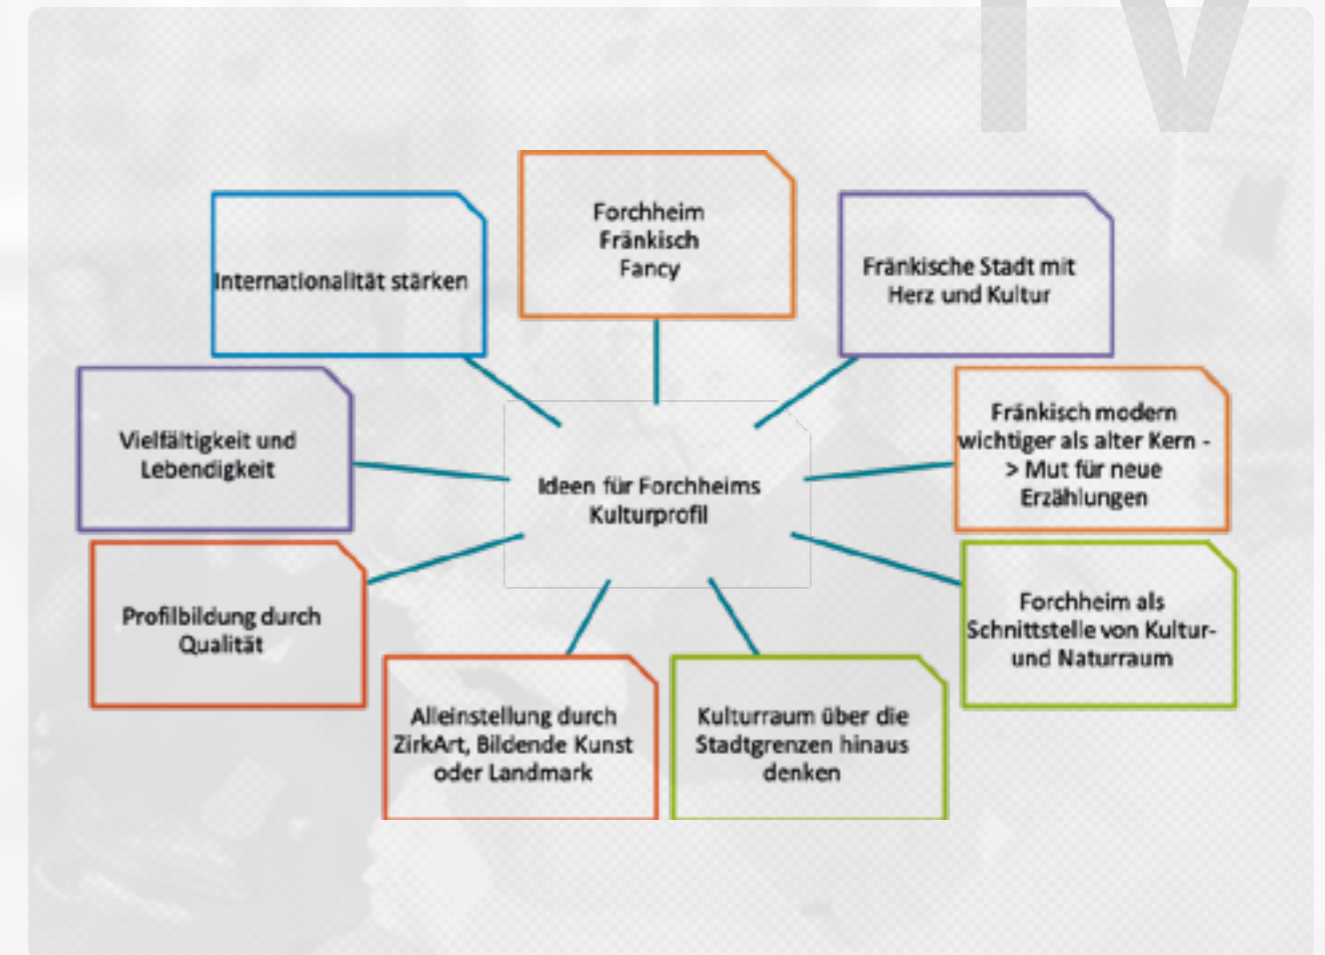 IV
Forchheim
Fränkisch
Fancy
Internationalität stärken
Fränkische Stadt mit
Herz und Kultur
Vielfältigkeit und
Lebendigkeit
Fränkisch modern
wichtiger als alter Kern -
> Mut für neue
Erzählungen
Ideen für Forchheims
Kulturprofil
Profilbildung durch
Qualität
Forchheim als
Schnittstelle von Kultur-
und Naturraum
Alleinstellung durch
ZirkArt, Bildende Kunst
oder Landmark
Kulturraum über die
Stadtgrenzen hinaus
denken